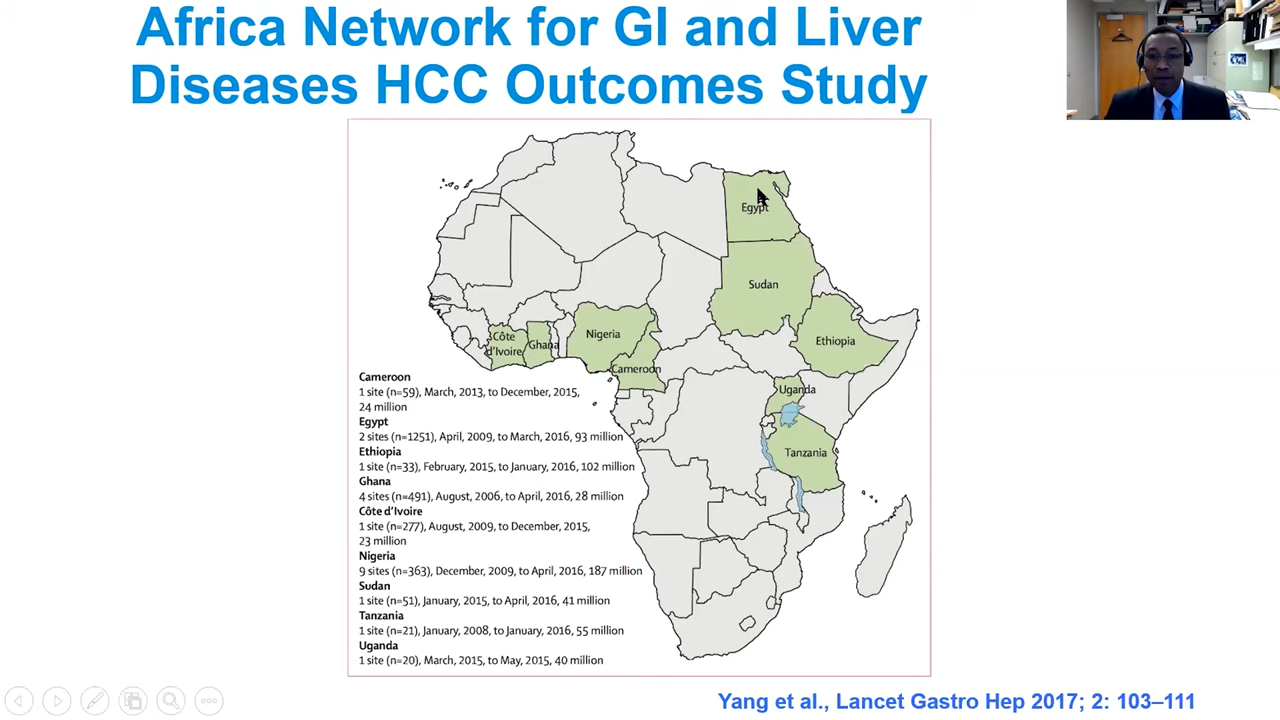 Africa Network for GI and Liver
Diseases HCC Outcomes Study
Egypt
Sudan
Ethiopia
Nigeria
Côte
d'Ivoire
Ghana
Cameroon
Uganda
Tanzania
Cameroon
1 site (n=59), March, 2013, to December, 2015,
24 million
Egypt
2 sites (n=1251), April, 2009, to March, 2016, 93 million
Ethiopia
1 site (n=33), February, 2015, to January, 2016, 102 million
Ghana
4 sites (n=491), August, 2006, to April, 2016, 28 million
Côte d'Ivoire
1 site (n=277), August, 2009, to December, 2015,
23 million
Nigeria
9 sites (n=363), December, 2009, to April, 2016, 187 million
Sudan
1 site (n=51), January, 2015, to April, 2016, 41 million
Tanzania
1 site (n=21), January, 2008, to January, 2016, 55 million
Uganda
1 site (n=20), March, 2015, to May, 2015, 40 million
Yang et al., Lancet Gastro Hep 2017; 2: 103–111